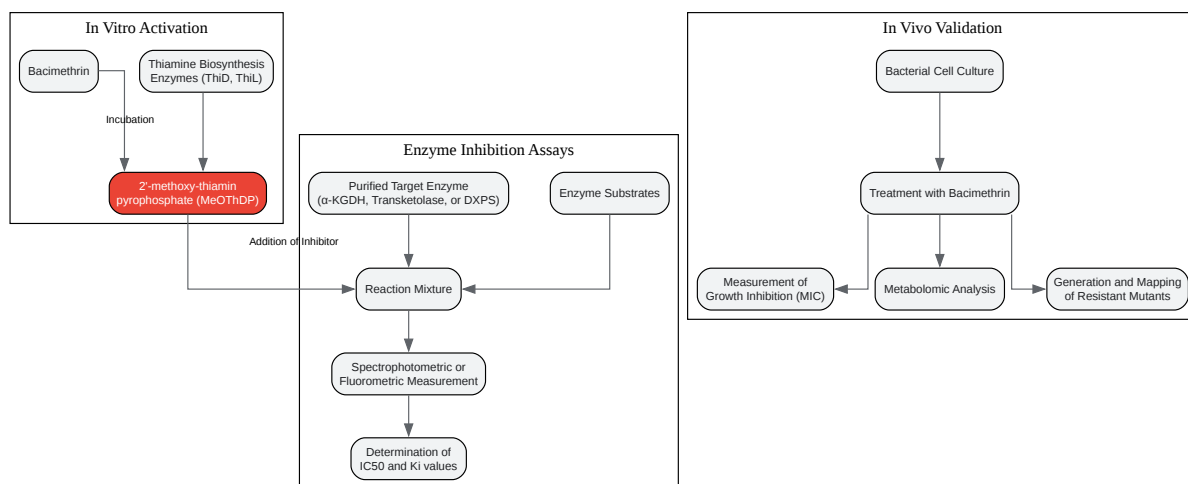 In Vitro Activation
Bacimethrin
Thiamine Biosynthesis
Enzymes (ThiD, ThiL)
Incubation
2'-methoxy-thiamin
pyrophosphate (MeOThDP)
Addition of Inhibitor
Enzyme Inhibition Assays
Purified Target Enzyme
(α-KGDH, Transketolase, or DXPS)
Enzyme Substrates
Reaction Mixture
Spectrophotometric or
Fluorometric Measurement
Determination of
IC50 and Ki values
In Vivo Validation
Bacterial Cell Culture
Treatment with Bacimethrin
Measurement of
Growth Inhibition (MIC)
Metabolomic Analysis
Generation and Mapping
of Resistant Mutants